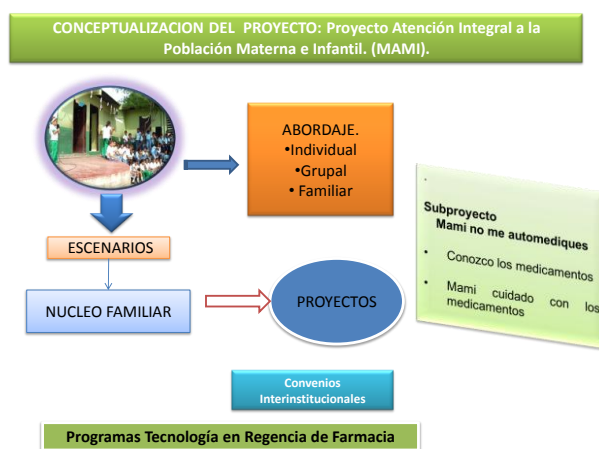 CONCEPTUALIZACION DEL PROYECTO: Proyecto Atención Integral a la
Población Materna e Infantil. (MAMI).
ABORDAJE.
•Individual
•Grupal
• Familiar
ESCENARIOS
NUCLEO FAMILIAR
PROYECTOS
Subproyecto
Mami no me automediques
• Conozco los medicamentos
• Mami cuidado con los
medicamentos
Convenios
Interinstitucionales
Programas Tecnología en Regencia de Farmacia